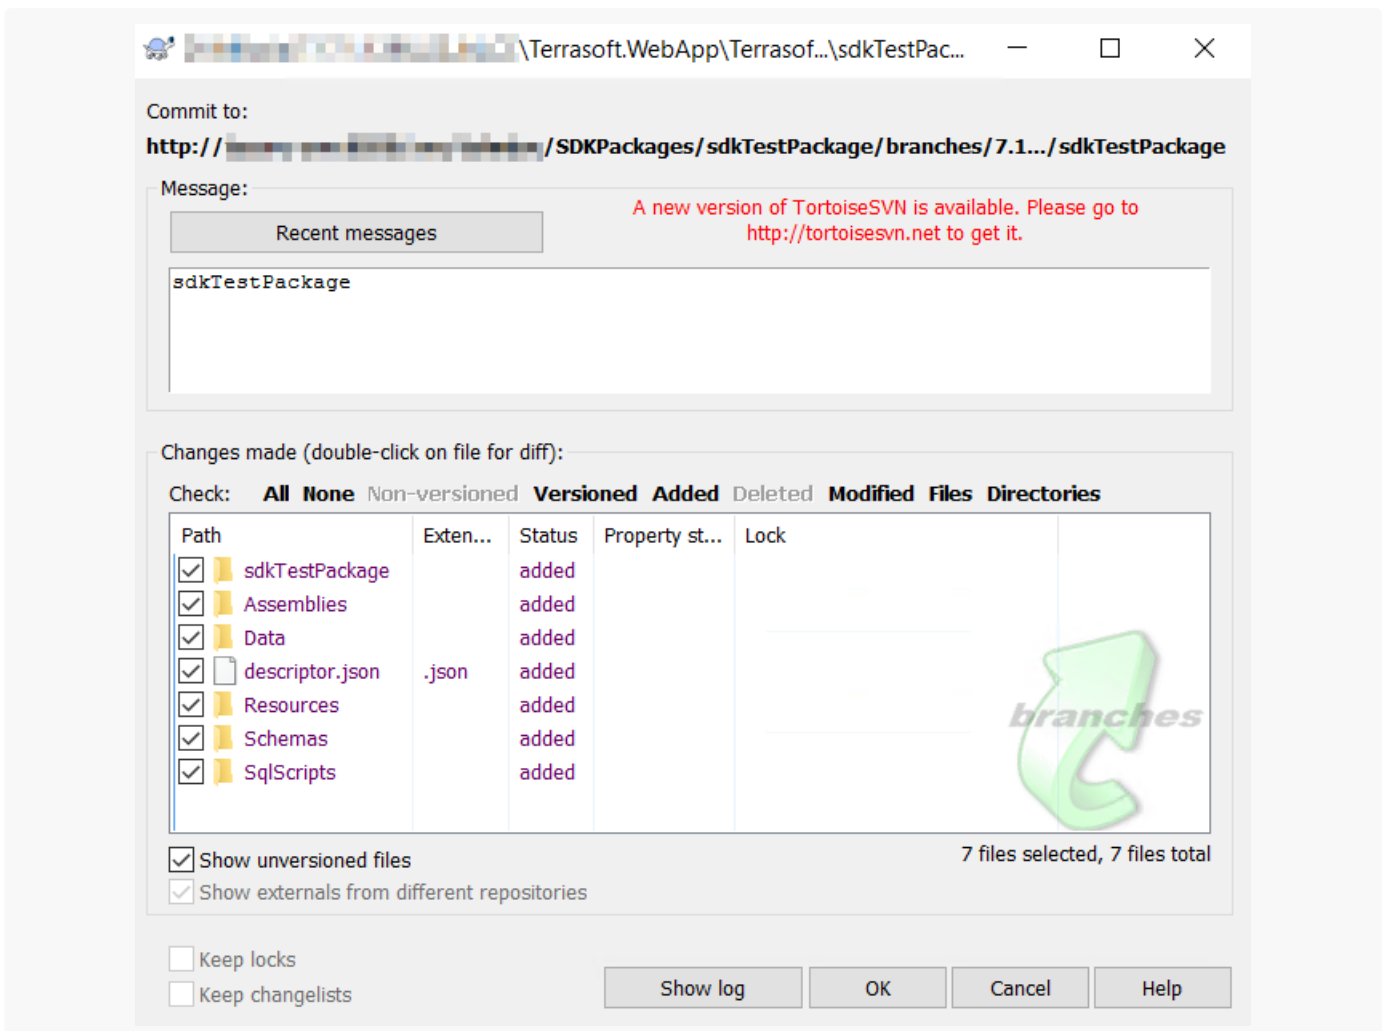 \Terrasoft.WebApp\Terrasof...\sdkTestPac...
Commit to:
http:// /SDKPackages/sdkTestPackage/branches/7.1.../sdkTestPackage
Message:
Recent messages
A new version of TortoiseSVN is available. Please go to
http://tortoisesvn.net to get it.
sdkTestPackage
Changes made (double-click on file for diff):
Check: All None Non-versioned Versioned Added Deleted Modified Files Directories
Path Exten... Status Property st... Lock
sdkTestPackage added
Assemblies added
Data added
descriptor.json .json added
Resources added
Schemas added
SqlScripts added
branches
Show unversioned files
7 files selected, 7 files total
Show externals from different repositories
Keep locks
Keep changelists
Show log OK Cancel Help